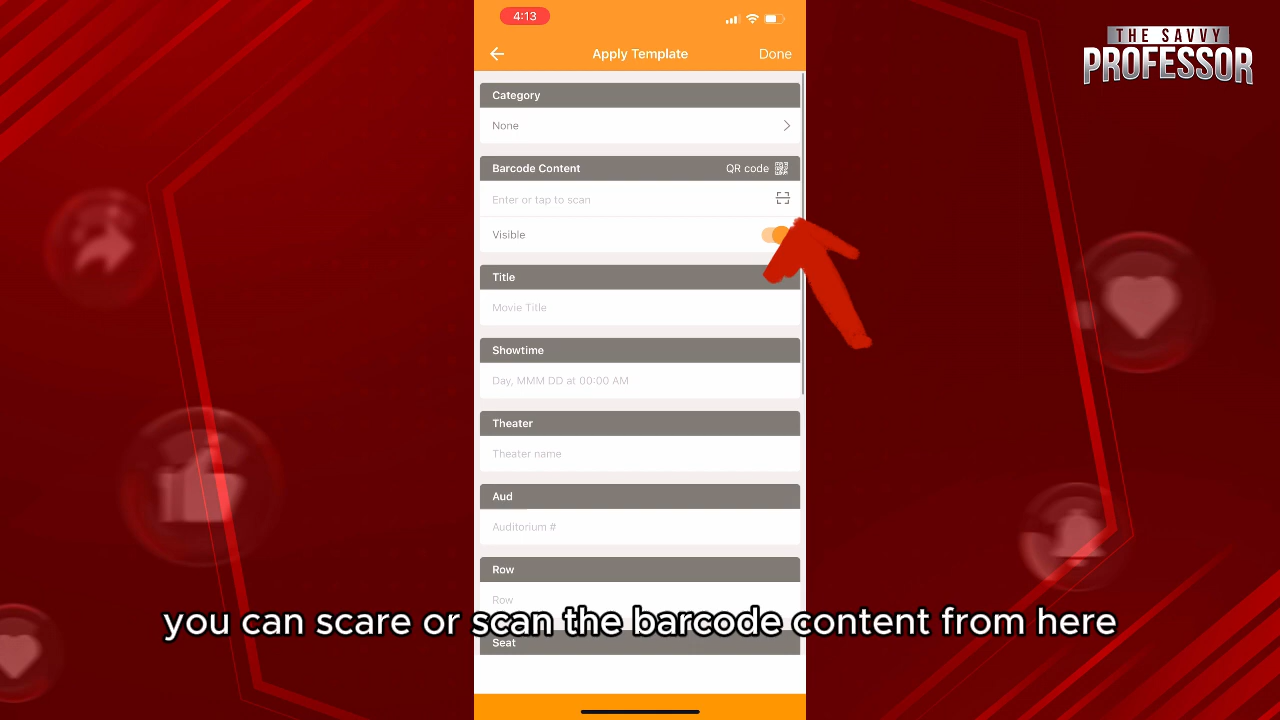 4:13
THE SAVVY
PROFESSOR
Apply Template
Done
Category
None
Barcode Content
QR code
Enter or tap to scan
Visible
Title
Movie Title
Showtime
Day, MMM DD at 00:00 AM
Theater
Theater name
Aud
Auditorium #
Row
Row
you can scare or scan the barcode content from here
Seat